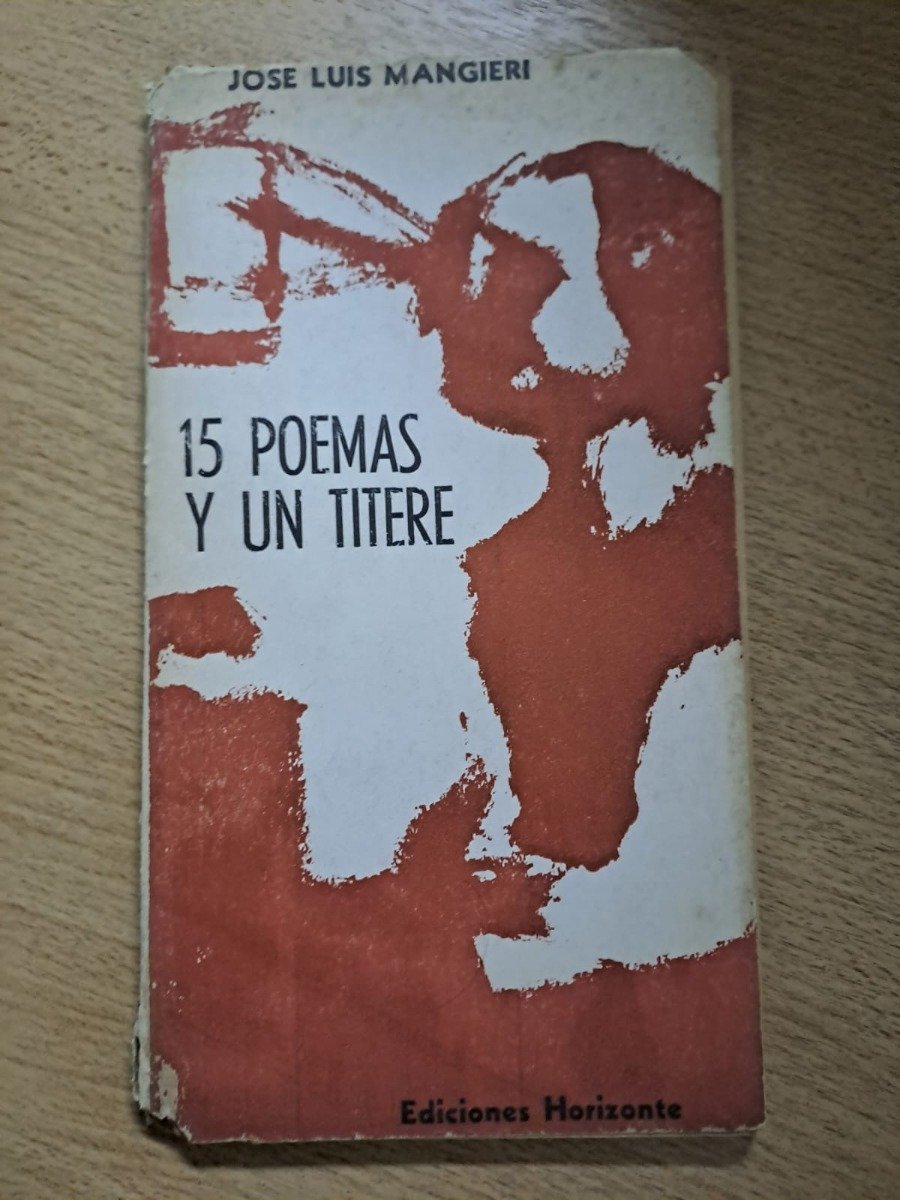 JOSE LUIS MANGIERI
15 POEMAS
Y UN TITERE
Ediciones Horizonte